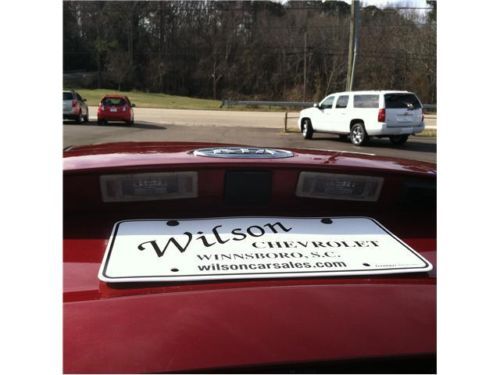 Wilson
CHEVROLET
WINNSBORO, S.C.
wilsoncarsales.com